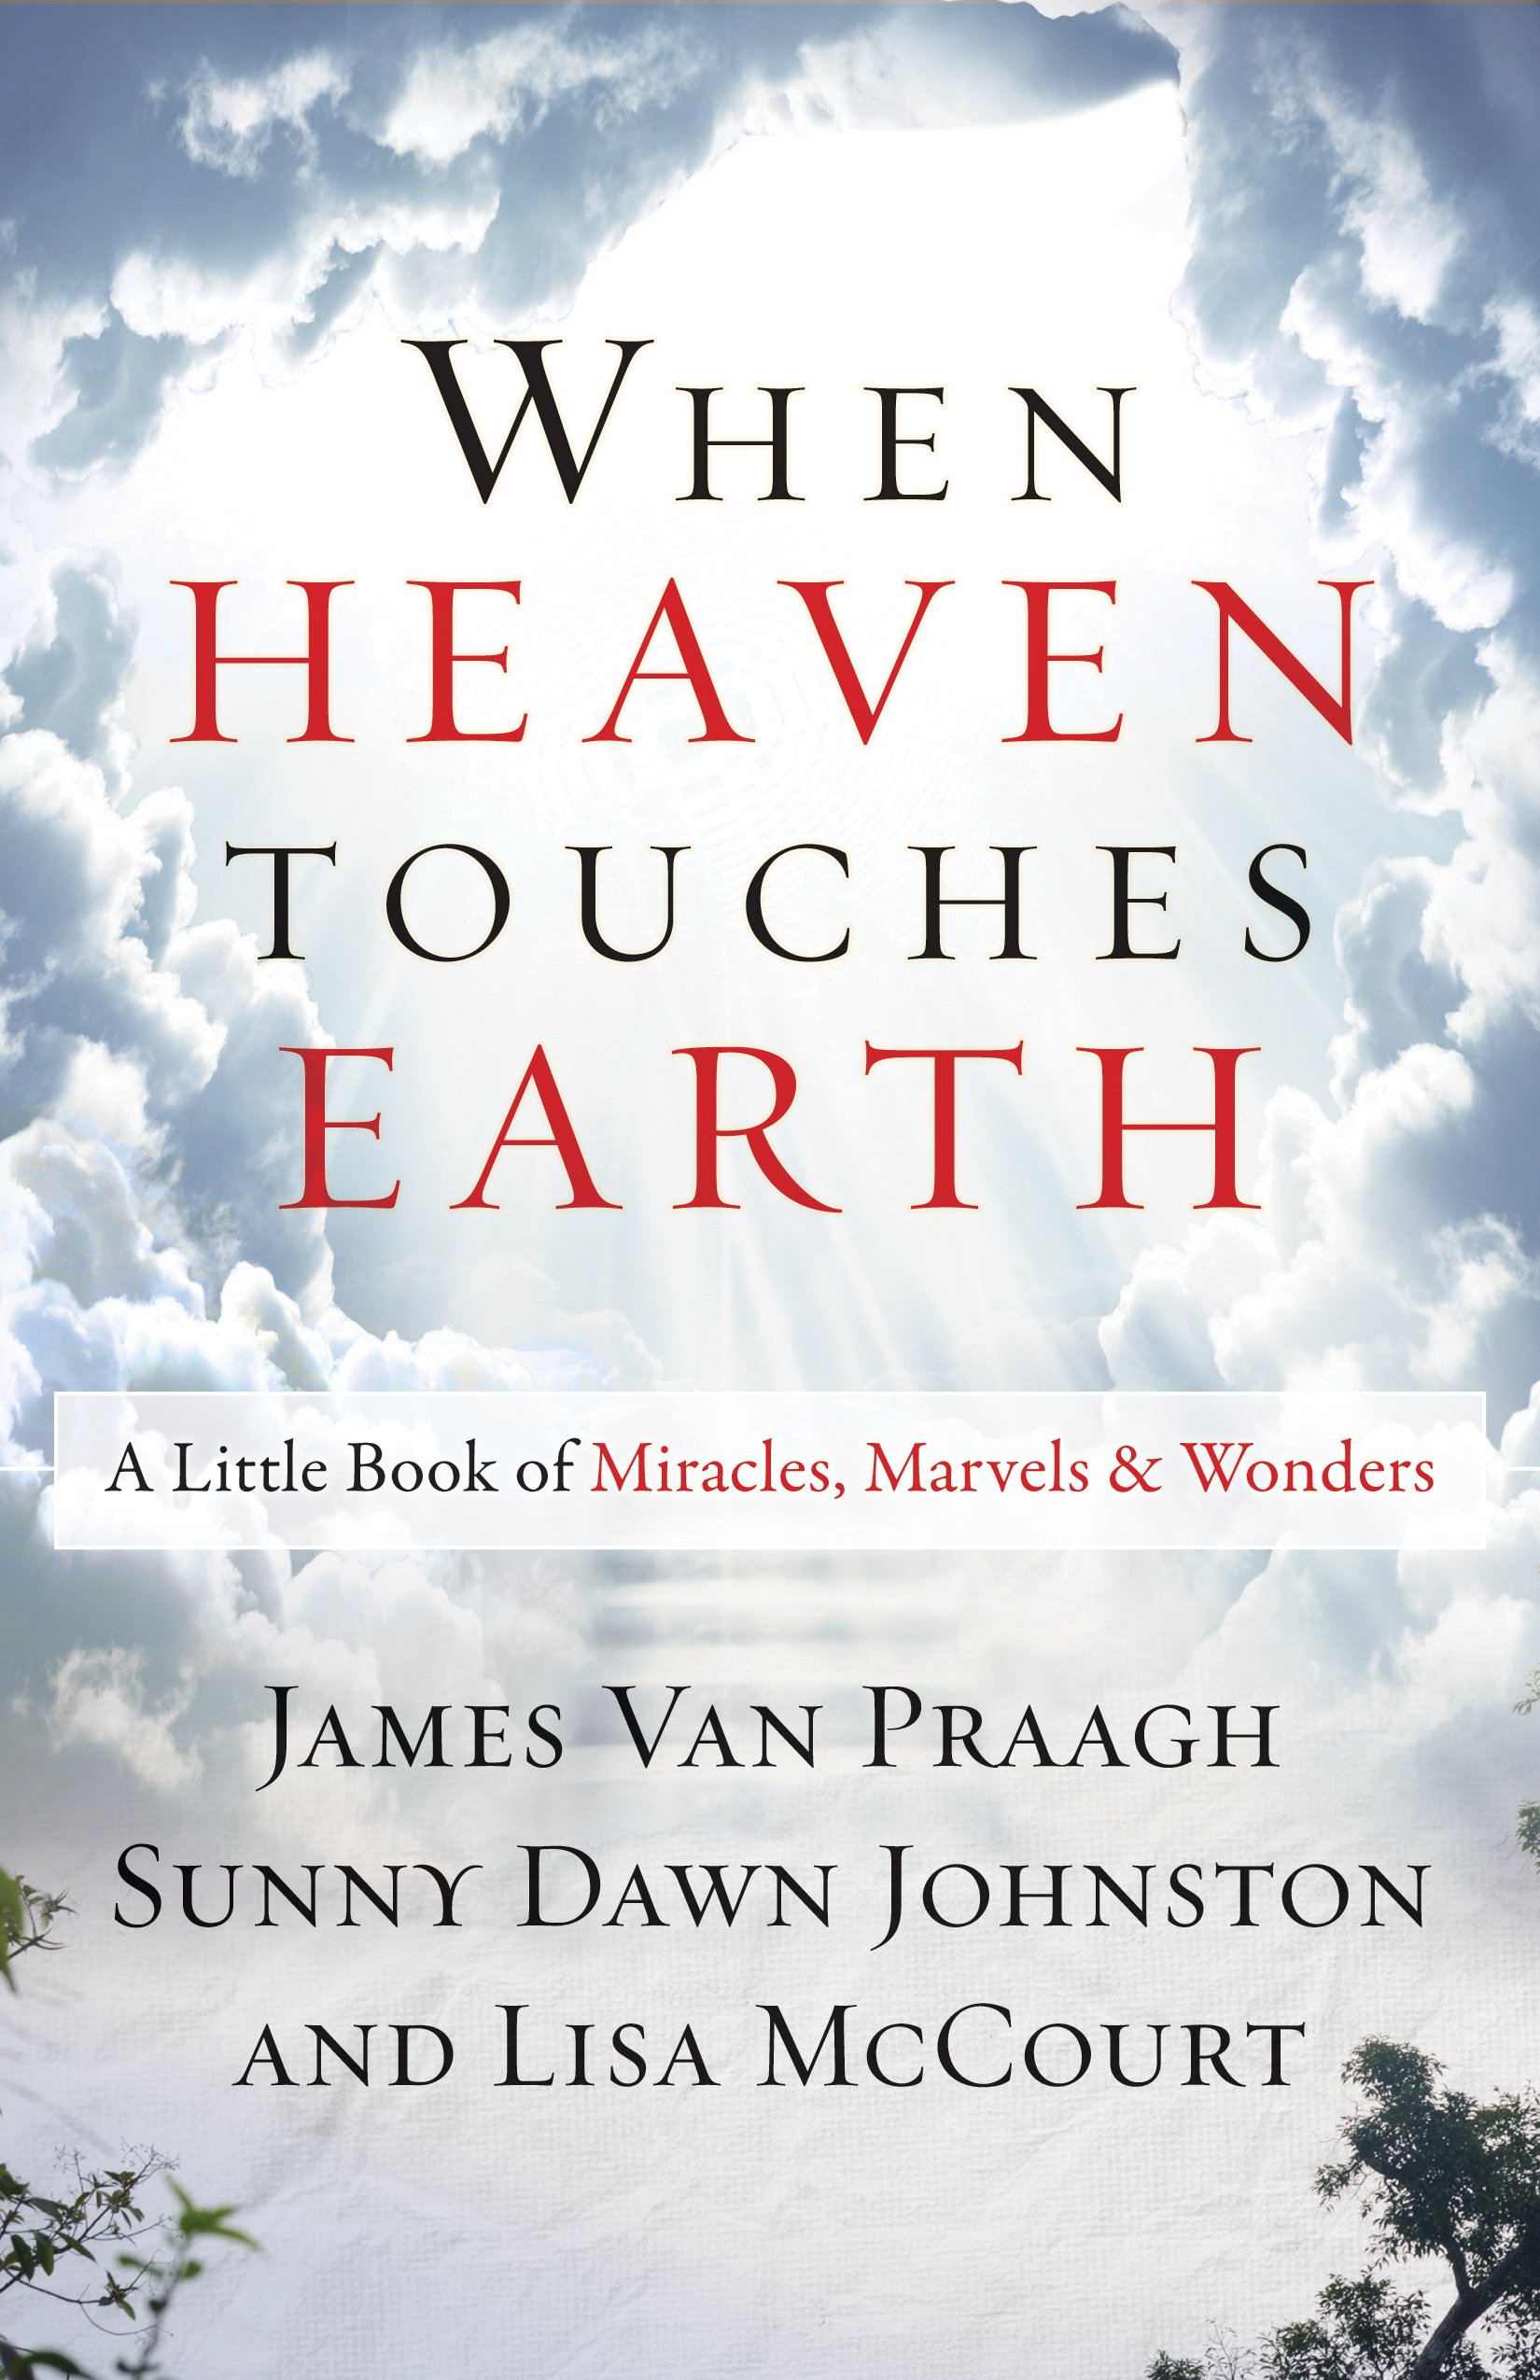 WHEN
HEAVEN
TOUCHES
EARTH
A Little Book of Miracles, Marvels & Wonders
JAMES VAN PRAAGH
SUNNY DAWN JOHNSTON
AND LISA MCCOURT